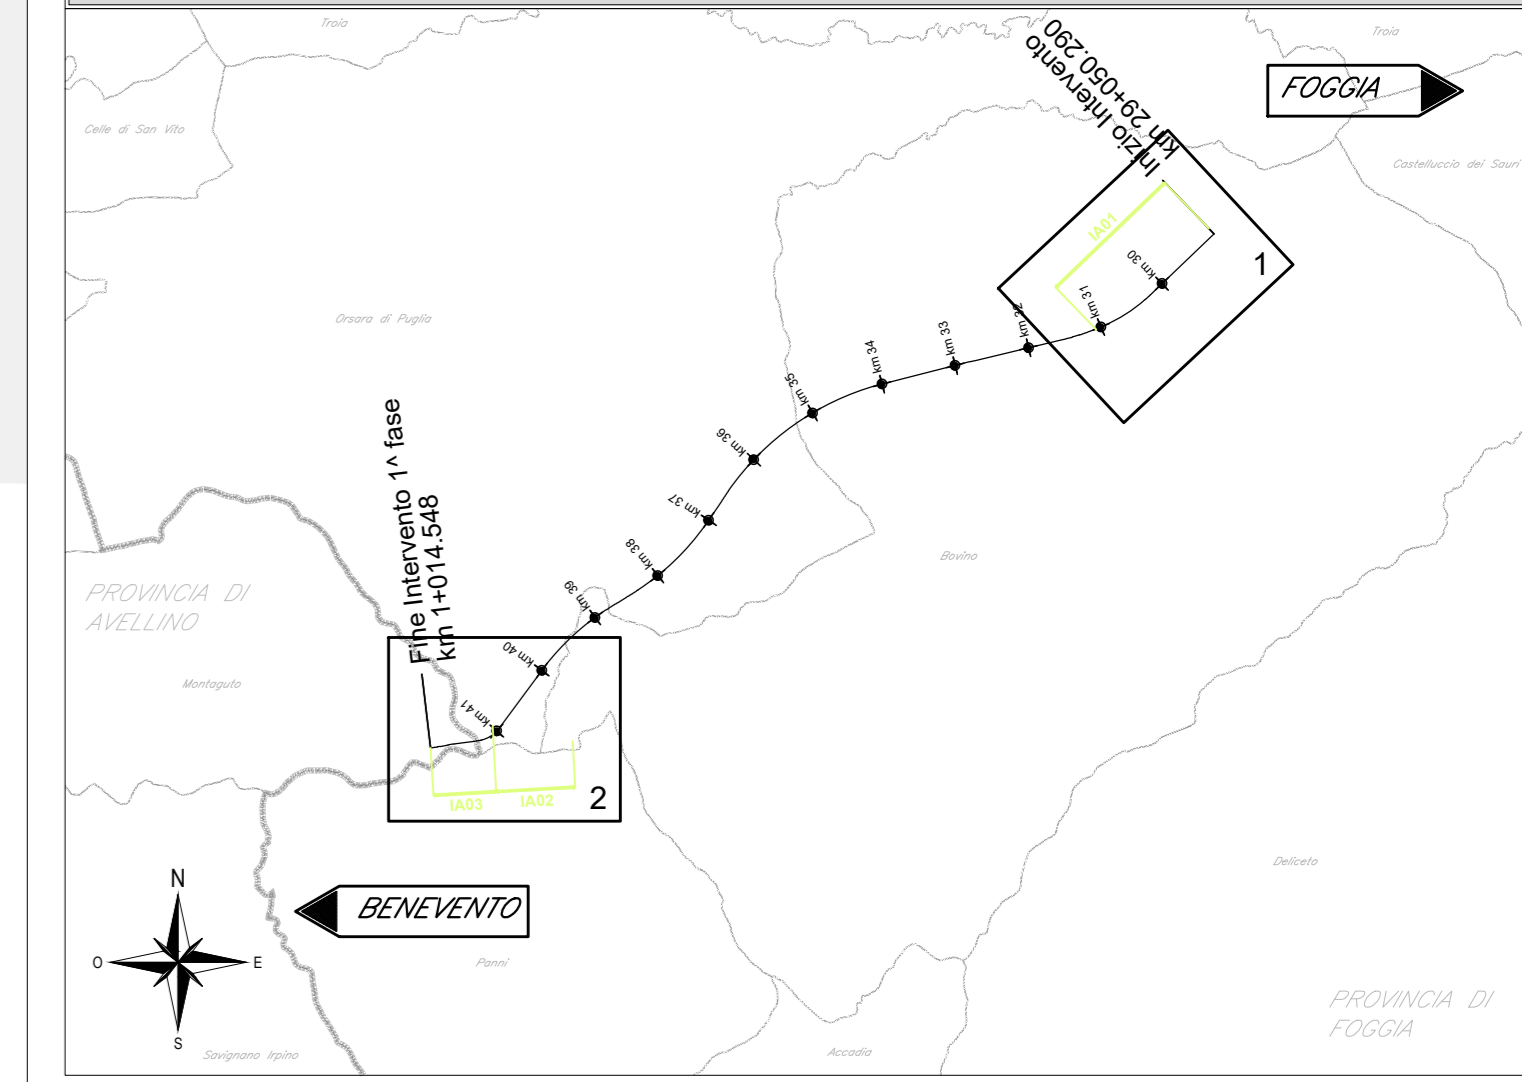 Troia
Troia
FOGGIA
Inizio Intervento
km 29+050.290
Celle di San Vito
Castelluccio dei Sauri
IA01
1
km 30
km 31
km 32
km 33
km 34
km 35
km 36
km 37
km 38
km 39
km 40
km 41
Orsara di Puglia
Fine Intervento 1^ fase
km 1+014.548
Bovino
PROVINCIA DI
AVELLINO
Montaguto
IA03
IA02
2
Deliceto
N
O
E
S
BENEVENTO
Panni
Savignano Irpino
Accadia
PROVINCIA DI
FOGGIA